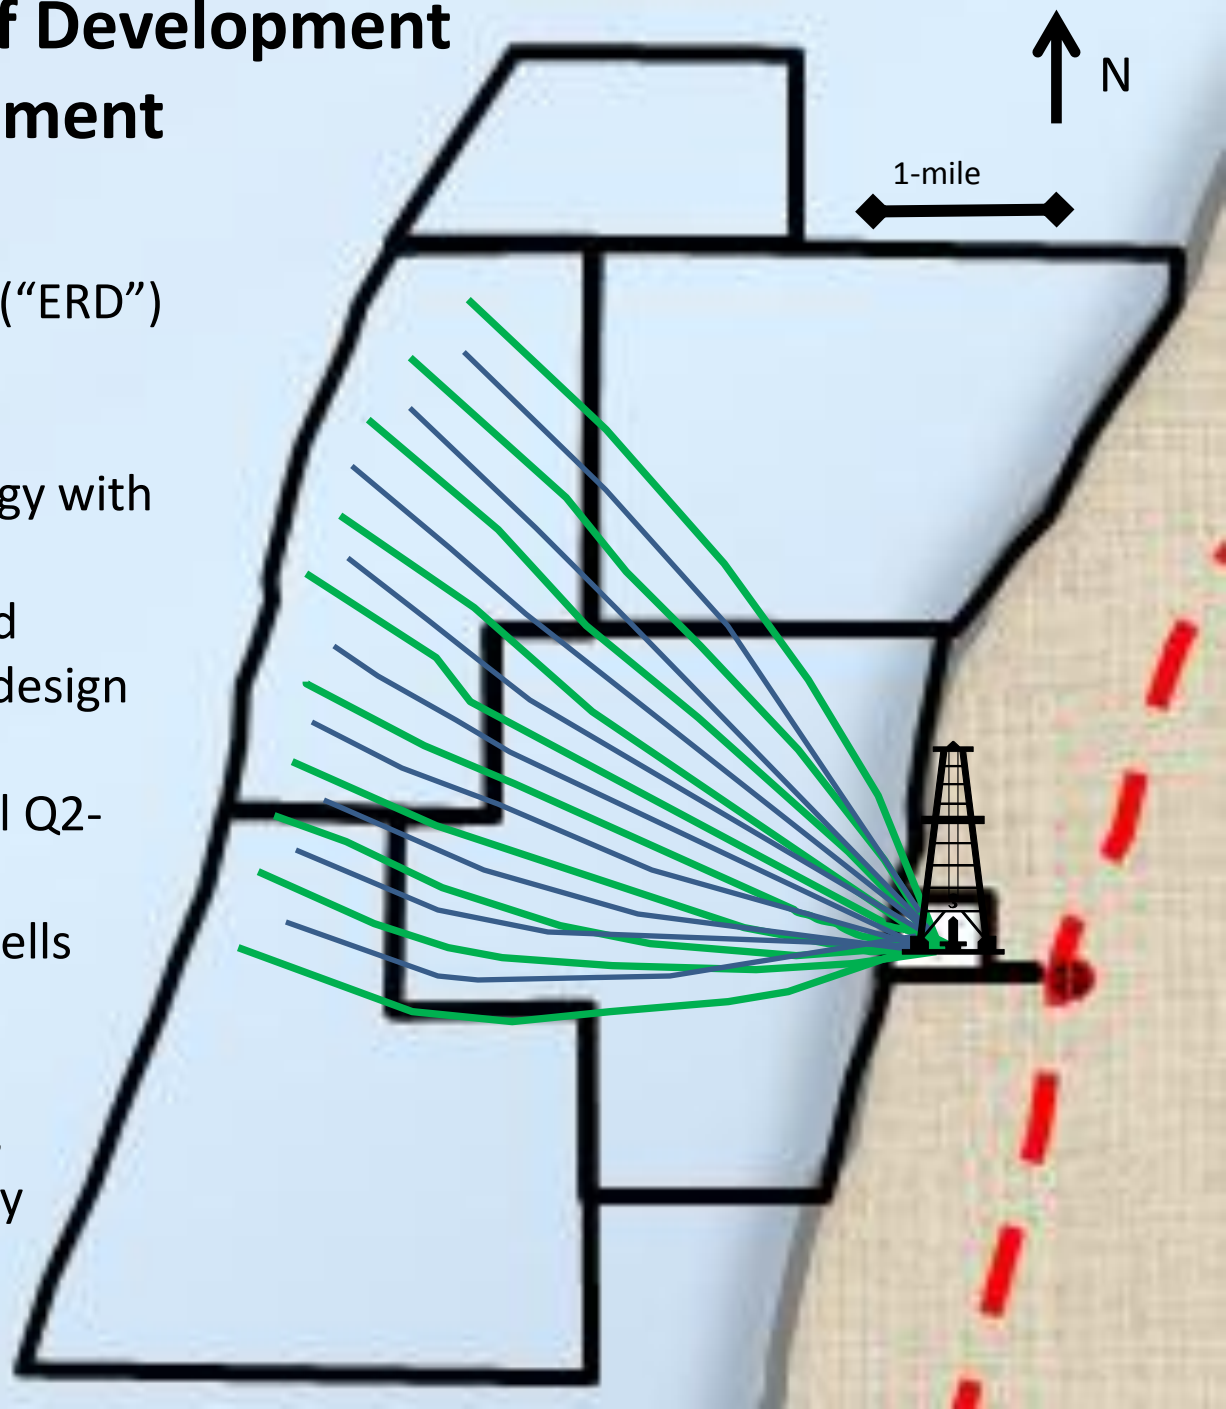 f Development
ment
N
1-mile
(“ERD”)
gy with
d
design
l Q2-
ells
y